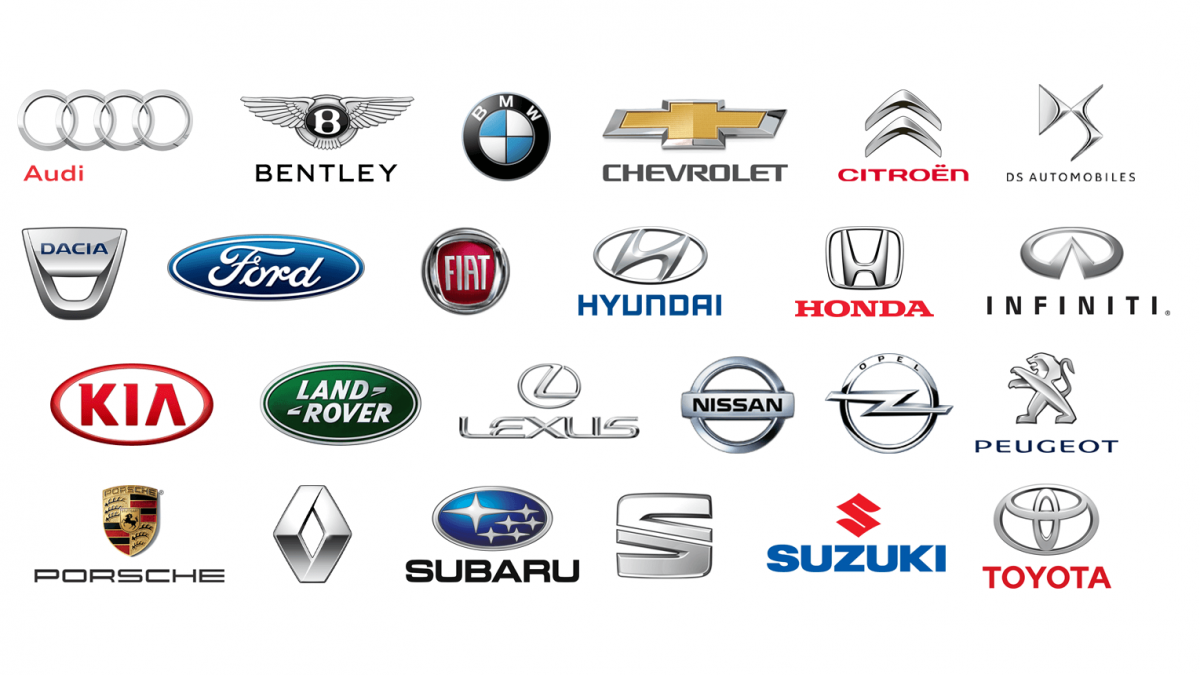 Audi
B
BENTLEY
BMW
CHEVROLET
CITROËN
DS AUTOMOBILES
DACIA
Ford
FIAT
HYUNDAI
HONDA
INFINITI®
KIA
LAND-
-ROVER
LEXUS
NISSAN
OPEL
PEUGEOT
PORSCHE®
PORSCHE
SUBARU
S
SUZUKI
TOYOTA